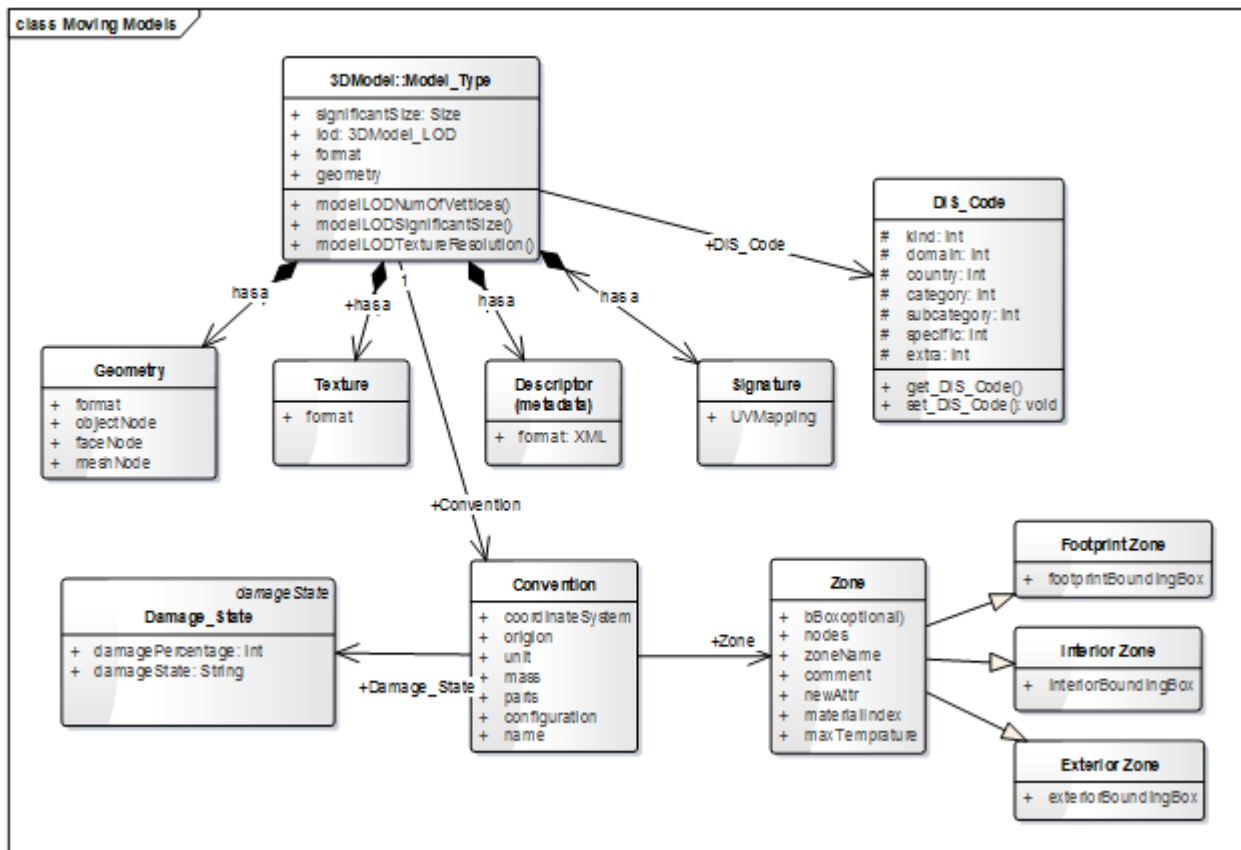 class Moving Models
3DModel::Model_Type
+ significantSize: Size
+ lod: 3DModel_LOD
+ format
+ geometry
+ modelLODNumOfVettices()
+ modelLODSignificantSize()
+ modelLODTextureResolution()
DIS_Code
# kind: Int
# domain: Int
# country: Int
# category: Int
# subcategory: Int
# specific: Int
# extra: Int
+ get_DIS_Code()
+ set_DIS_Code(): void
+DIS_Code
1
hasa
+hasa
hasa
hasa
Geometry
+ format
+ objectNode
+ faceNode
+ meshNode
Texture
+ format
Descriptor
(metadata)
+ format: XML
Signature
+ UVMapping
+Convention
damageState
Damage_State
+ damagePercentage: Int
+ damageState: String
+Damage_State
Convention
+ coordinateSystem
+ origion
+ unit
+ mass
+ parts
+ configuration
+ name
+Zone
Zone
+ bBoxoptional)
+ nodes
+ zoneName
+ comment
+ newAttr
+ materialIndex
+ maxTemprature
Footprint Zone
+ footprintBoundingBox
Interior Zone
+ interiorBoundingBox
Exterior Zone
+ exteriorBoundingBox